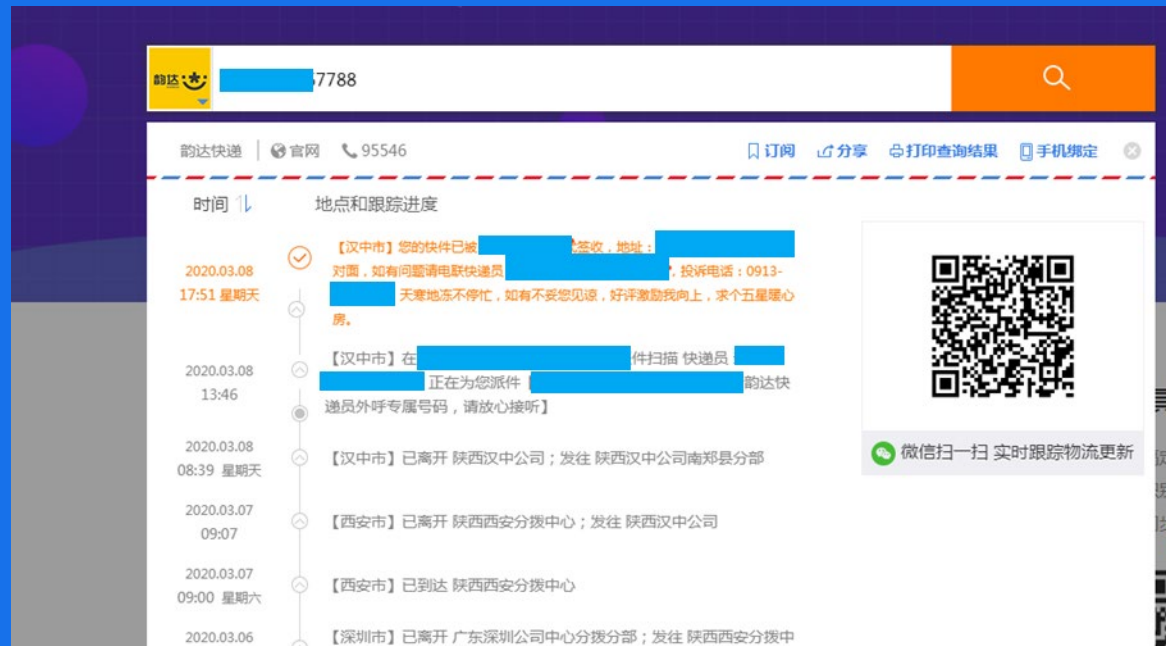 韵达
7788
韵达快递 官网 95546 订阅 分享 打印查询结果 手机绑定
时间 地点和跟踪进度
2020.03.08
17:51 星期天
【汉中市】您的快件已被 签收，地址：
对面，如有问题请电联快递员 , 投诉电话：0913-
天寒地冻不停忙，如有不妥您见谅，好评激励我向上，求个五星暖心
房。
2020.03.08
13:46
【汉中市】在 件扫描 快递员
正在为您派件 韵达快
递员外呼专属号码，请放心接听】
2020.03.08
08:39 星期天
【汉中市】已离开 陕西汉中公司；发往 陕西汉中公司南郑县分部
2020.03.07
09:07
【西安市】已离开 陕西西安分拨中心；发往 陕西汉中公司
2020.03.07
09:00 星期六
【西安市】已到达 陕西西安分拨中心
2020.03.06
【深圳市】已离开 广东深圳公司中心分拨分部；发往 陕西西安分拨中
微信扫一扫 实时跟踪物流更新